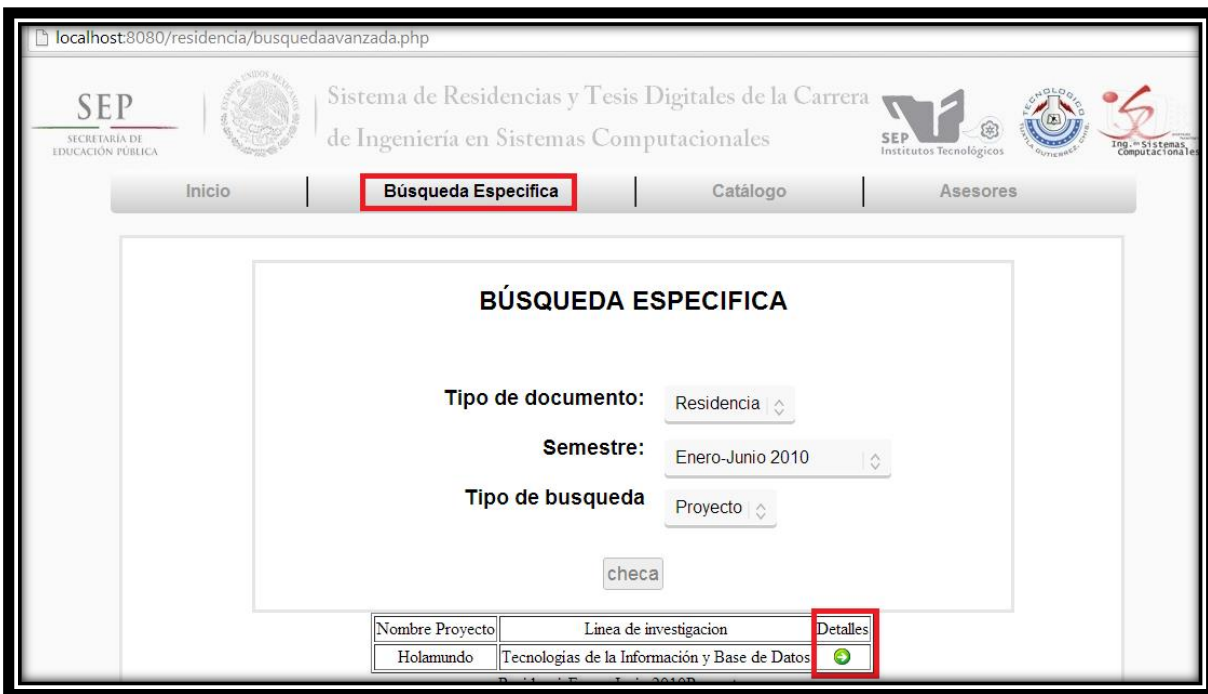 localhost:8080/residencia/busquedaavanzada.php
SEP
SECRETARÍA DE
EDUCACIÓN PÚBLICA
Sistema de Residencias y Tesis Digitales de la Carrera
de Ingeniería en Sistemas Computacionales
SEP
Institutos Tecnológicos
Ing. en Sistemas
Computacionales
Inicio
Búsqueda Especifica
Catálogo
Asesores
BÚSQUEDA ESPECIFICA
Tipo de documento: Residencia
Semestre: Enero-Junio 2010
Tipo de busqueda Proyecto
checa
Nombre Proyecto Linea de investigacion Detalles
Holamundo Tecnologias de la Información y Base de Datos